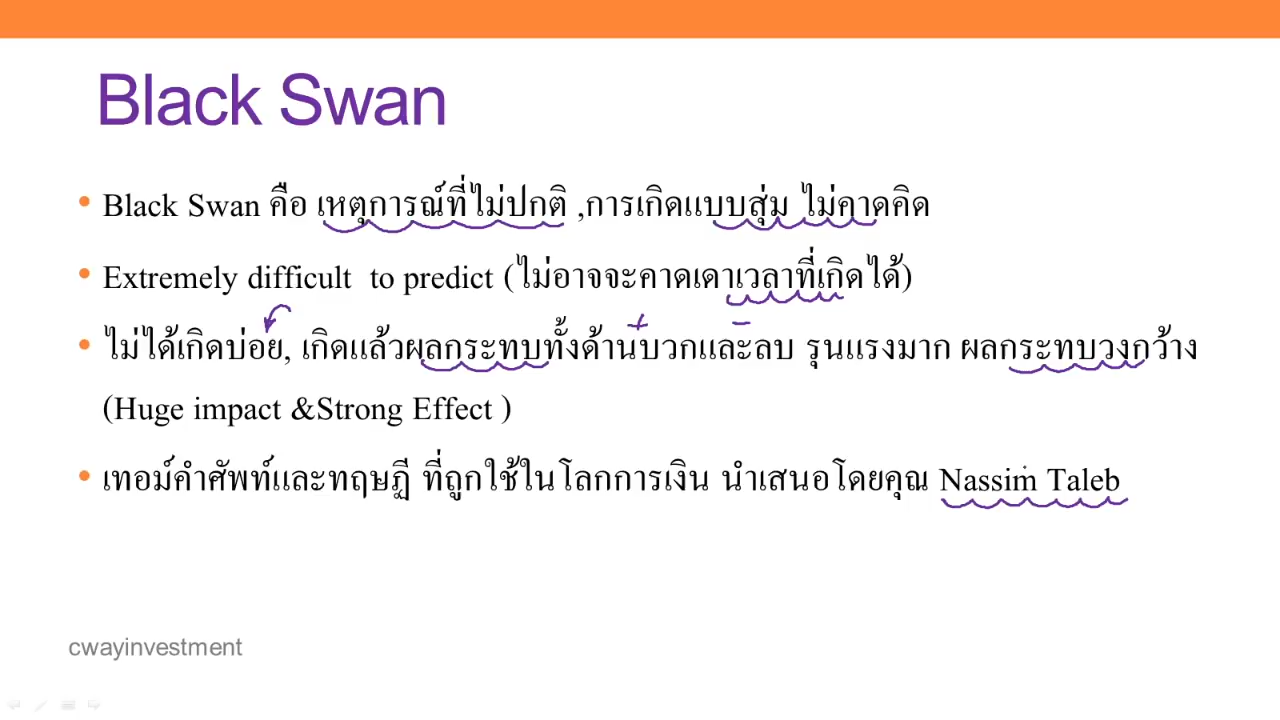 Black Swan
• Black Swan คือ เหตุการณ์ที่ไม่ปกติ ,การเกิดแบบสุ่ม ไม่คาดคิด
• Extremely difficult to predict (ไม่อาจจะคาดเดาเวลาที่เกิดได้)
• ไม่ได้เกิดบ่อย, เกิดแล้วผลกระทบทั้งด้านบวกและลบ รุนแรงมาก ผลกระทบวงกว้าง
(Huge impact &Strong Effect )
• เทอม์คำศัพท์และทฤษฏี ที่ถูกใช้ในโลกการเงิน นำเสนอโดยคุณ Nassim Taleb
cwayinvestment